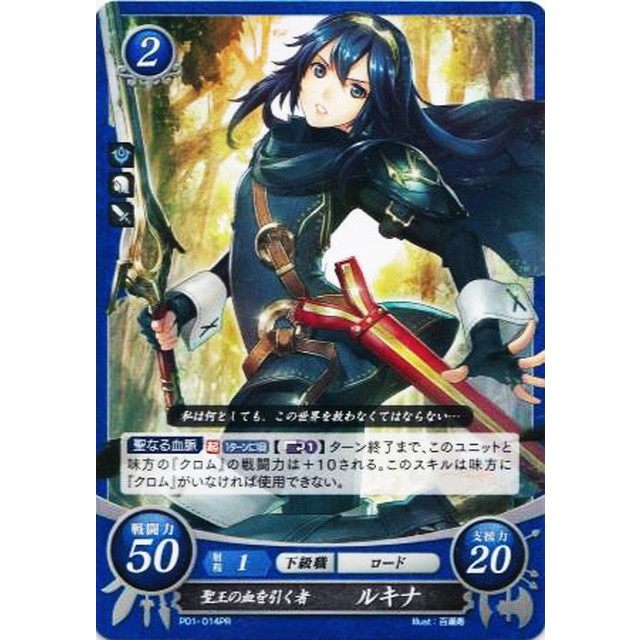 2
私は何としても、この世界を救わなくてはならない…
聖なる血脈 起 1ターンに1回【 1】ターン終了まで、このユニットと
味方の『クロム』の戦闘力は+10される。このスキルは味方に
『クロム』がいなければ使用できない。
戦闘力
50
射程 1
下級職
ロード
支援力
20
聖王の血を引く者 ルキナ
P01-014PR
Illust:百瀬寿